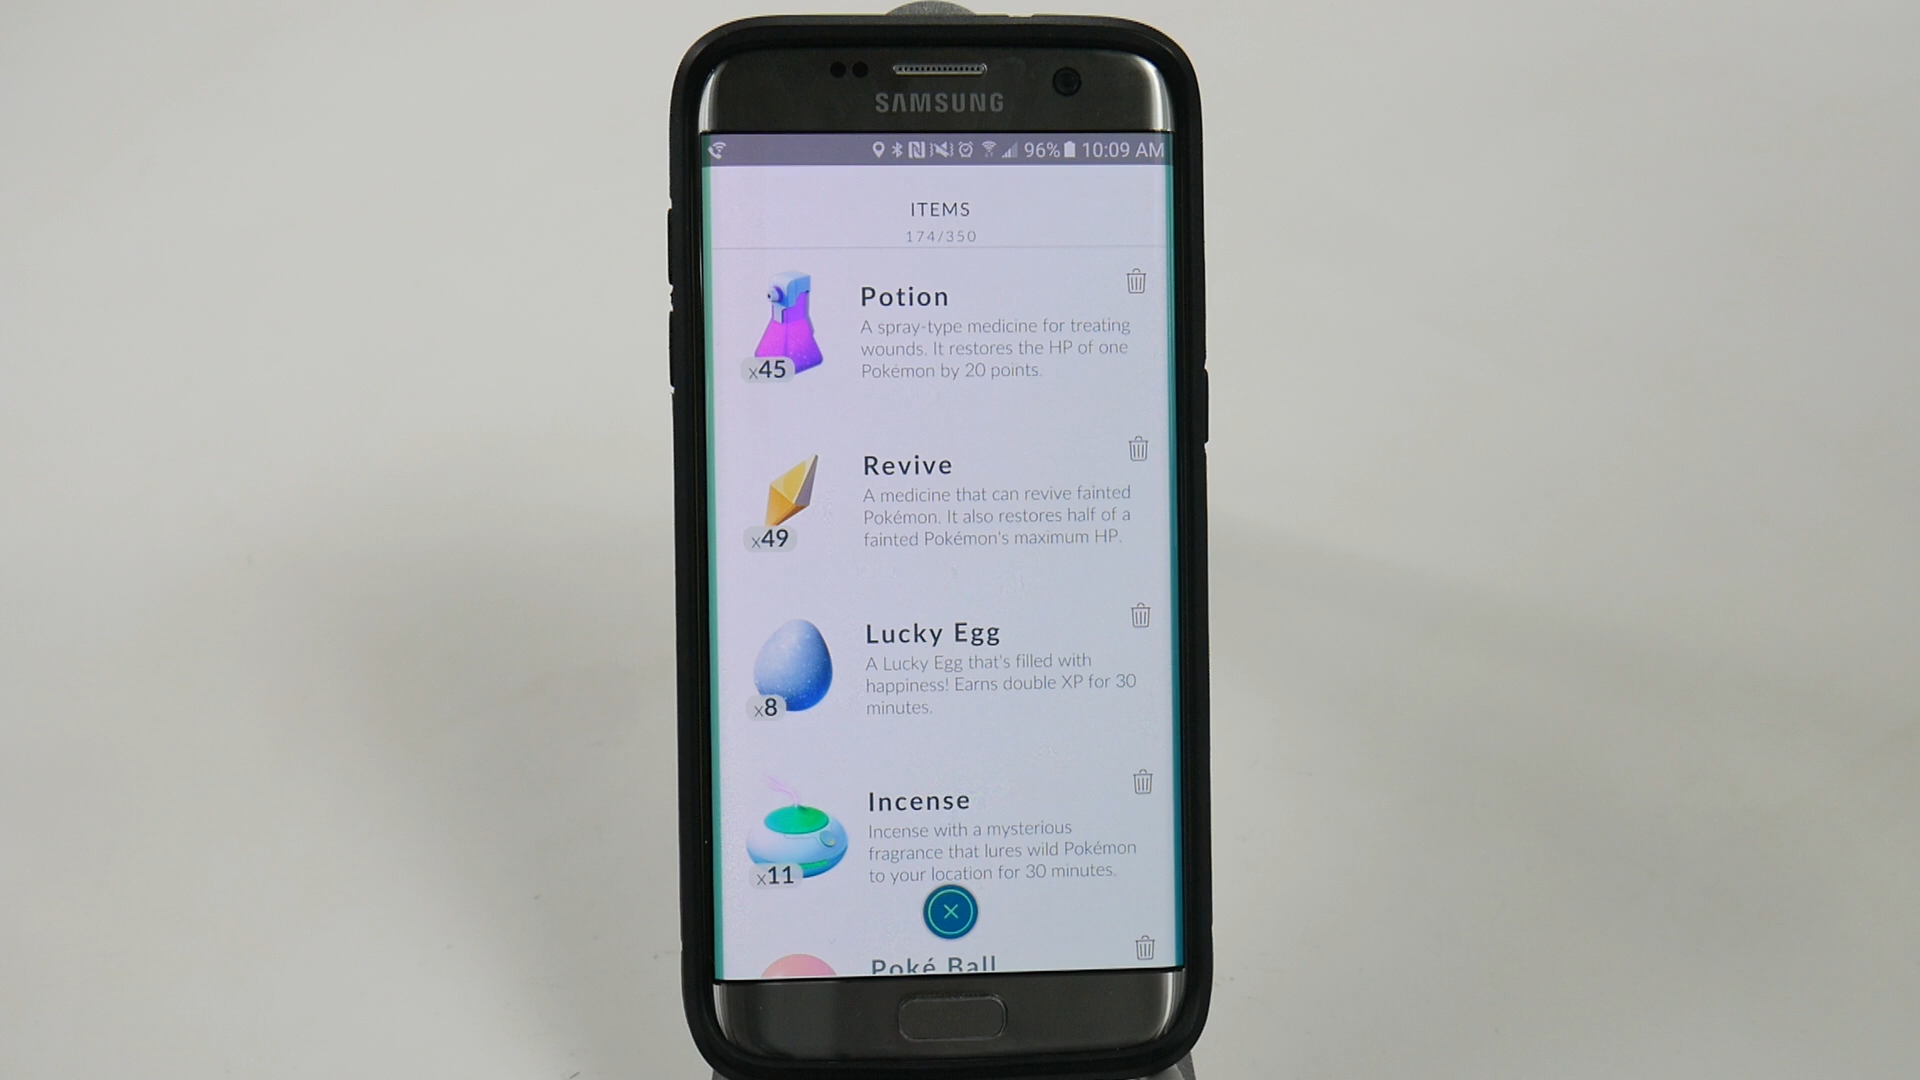 SAMSUNG
96% 10:09 AM
ITEMS
174/350
Potion
A spray-type medicine for treating
wounds. It restores the HP of one
Pokémon by 20 points.
x45
Revive
A medicine that can revive fainted
Pokémon. It also restores half of a
fainted Pokémon's maximum HP.
x49
Lucky Egg
A Lucky Egg that's filled with
happiness! Earns double XP for 30
minutes.
x8
Incense
Incense with a mysterious
fragrance that lures wild Pokémon
to your location for 30 minutes.
x11
Poké Ball